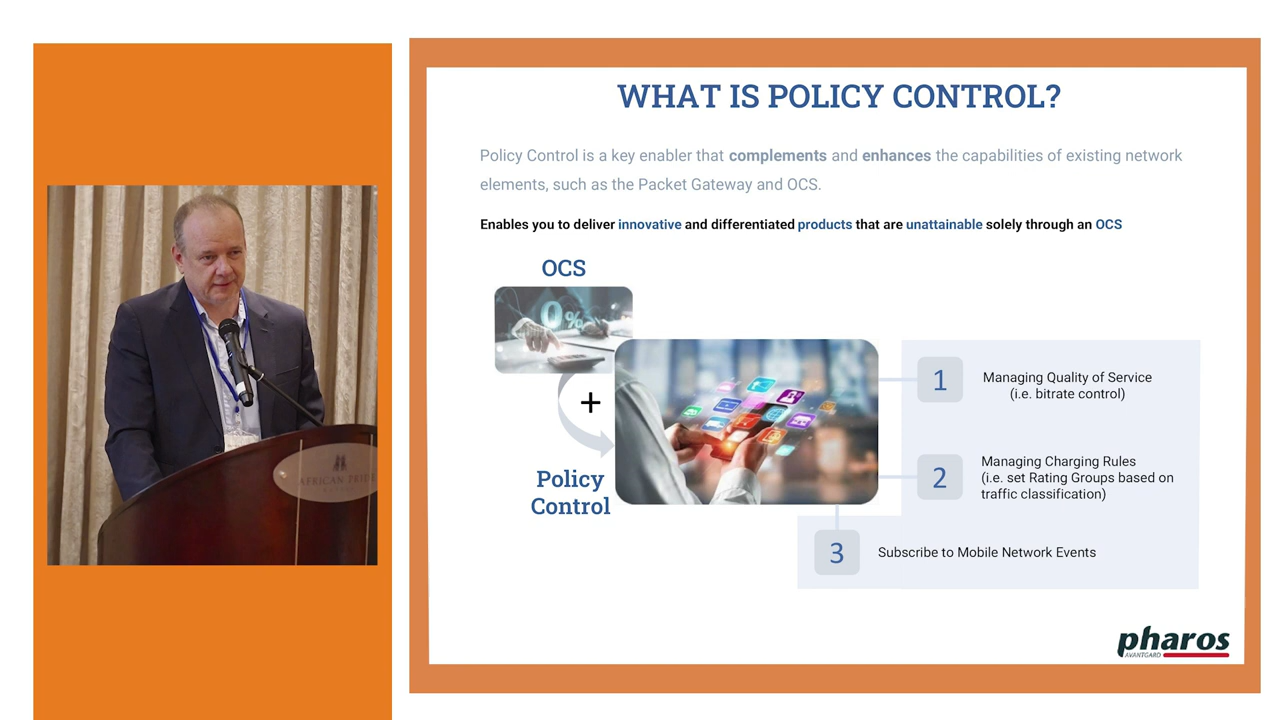 WHAT IS POLICY CONTROL?
Policy Control is a key enabler that complements and enhances the capabilities of existing network
elements, such as the Packet Gateway and OCS.
Enables you to deliver innovative and differentiated products that are unattainable solely through an OCS
OCS
0%
+
Policy
Control
1
Managing Quality of Service
(i.e. bitrate control)
2
Managing Charging Rules
(i.e. set Rating Groups based on
traffic classification)
3
Subscribe to Mobile Network Events
AFRICAN PRIDE
pharos
AVANTGARD